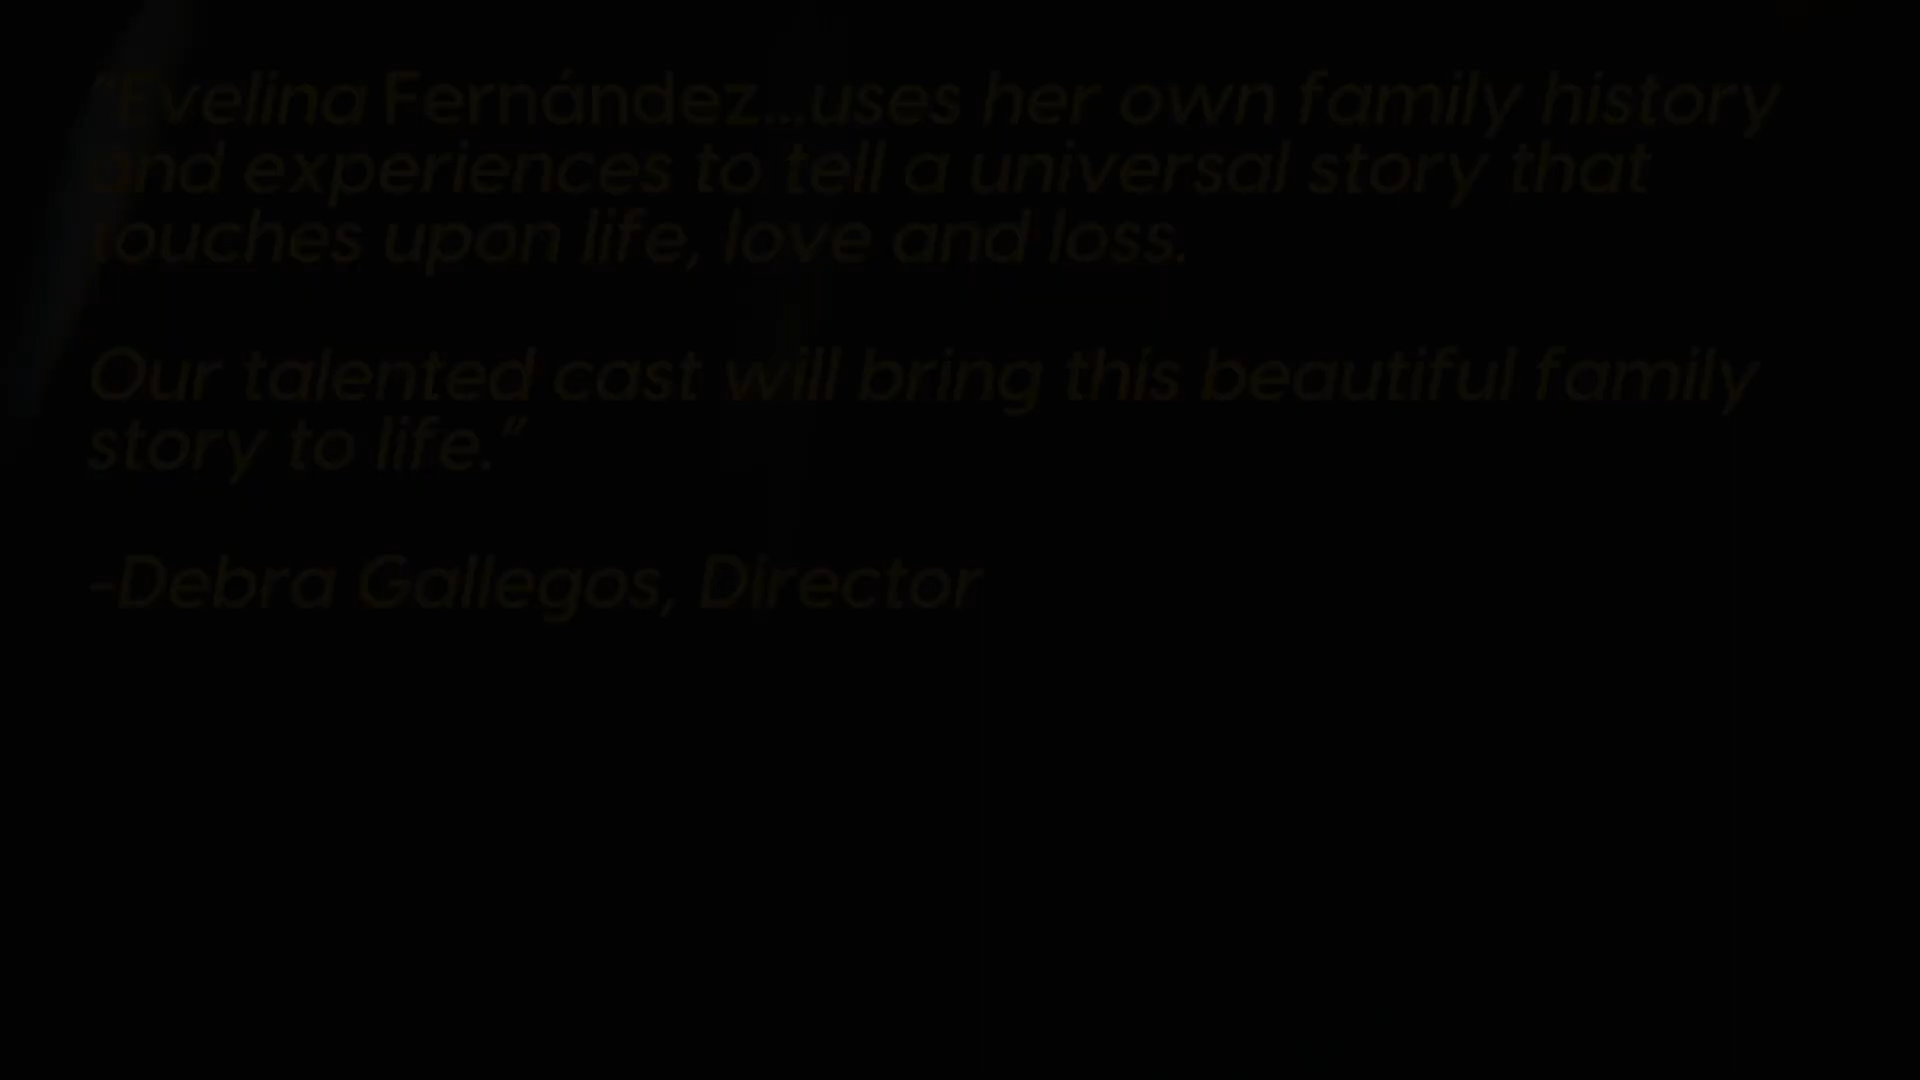 "Evelina Fernández...uses her own family history
and experiences to tell a universal story that
touches upon life, love and loss.
Our talented cast will bring this beautiful family
story to life."
-Debra Gallegos, Director